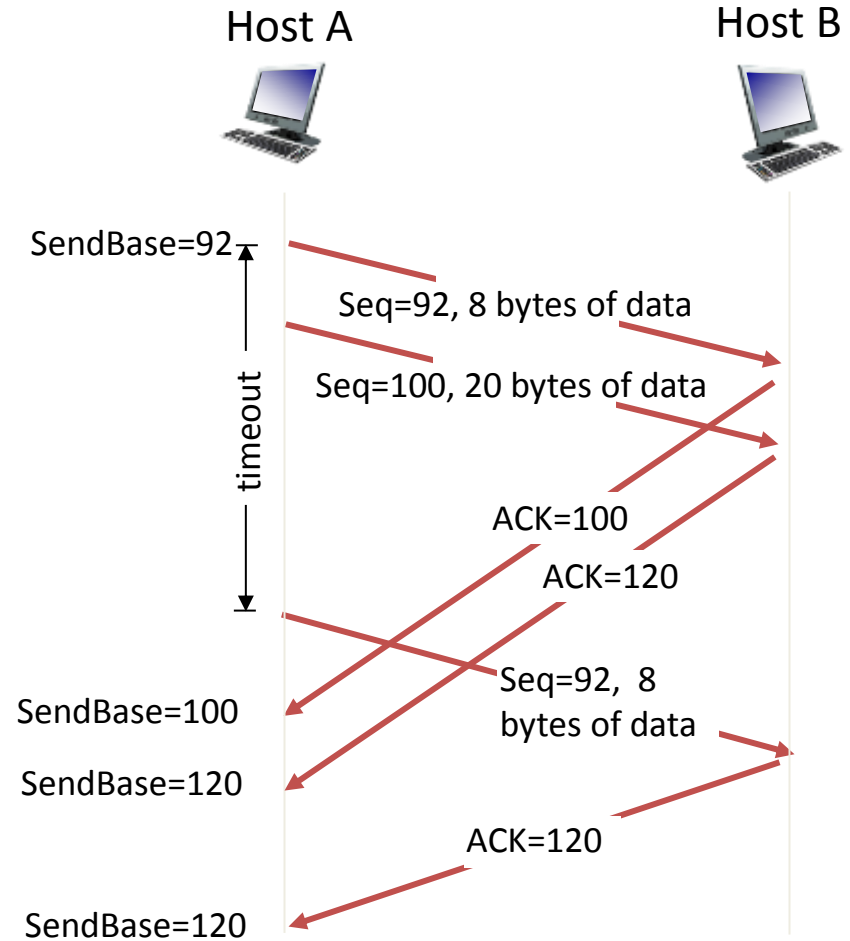 Host A
Host B
SendBase=92
Seq=92, 8 bytes of data
Seq=100, 20 bytes of data
timeout
ACK=100
ACK=120
Seq=92,  8
bytes of data
SendBase=100
SendBase=120
ACK=120
SendBase=120